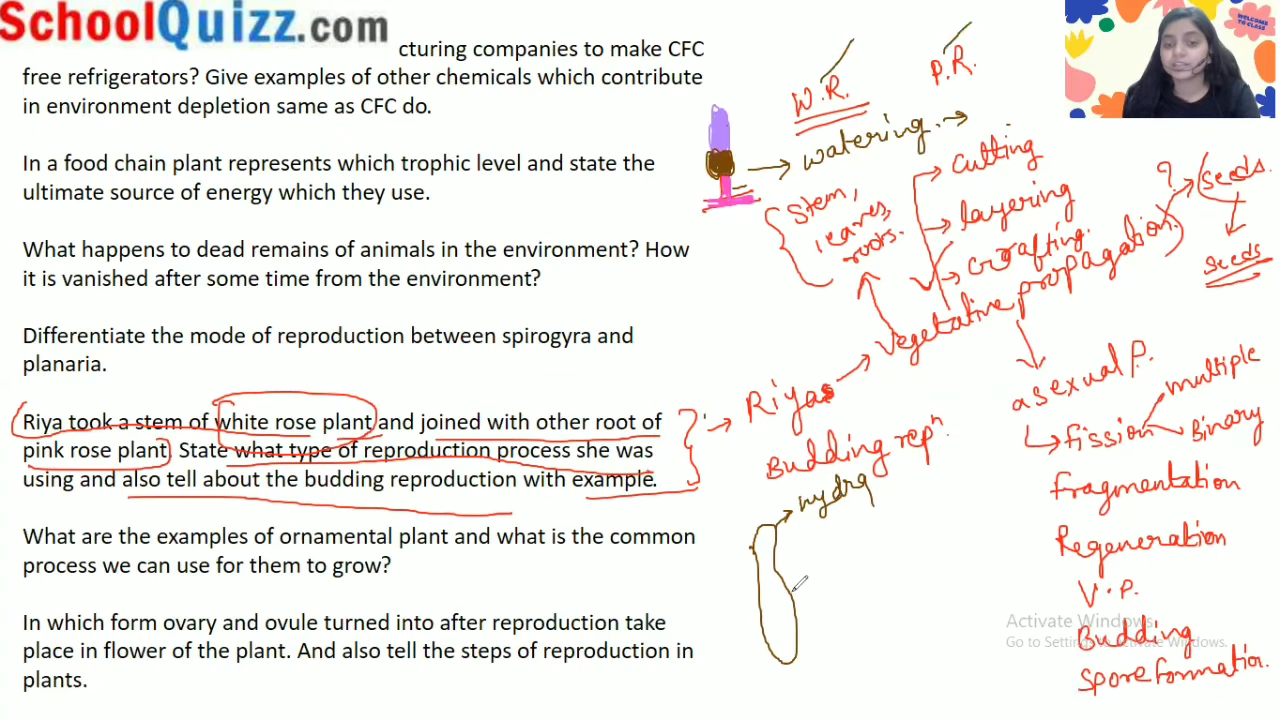 SchoolQuizz.com
cturing companies to make CFC
free refrigerators? Give examples of other chemicals which contribute
in environment depletion same as CFC do.
In a food chain plant represents which trophic level and state the
ultimate source of energy which they use.
What happens to dead remains of animals in the environment? How
it is vanished after some time from the environment?
Differentiate the mode of reproduction between spirogyra and
planaria.
Riya took a stem of white rose plant and joined with other root of
pink rose plant. State what type of reproduction process she was
using and also tell about the budding reproduction with example.
What are the examples of ornamental plant and what is the common
process we can use for them to grow?
In which form ovary and ovule turned into after reproduction take
place in flower of the plant. And also tell the steps of reproduction in
plants.
W.R.
P.R.
watering.
cutting
layering
Grafting.
Stem,
leaves,
roots.
vegetative propagation.
?
seeds.
seeds
Riya
Budding repn.
hydra
asexual P.
fission
multiple
Binary
fragmentation
Regeneration
V.P.
Budding
Spore formation.
WELCOME
TO CLASS
Activate Windows
Go to Settings to activate Windows.